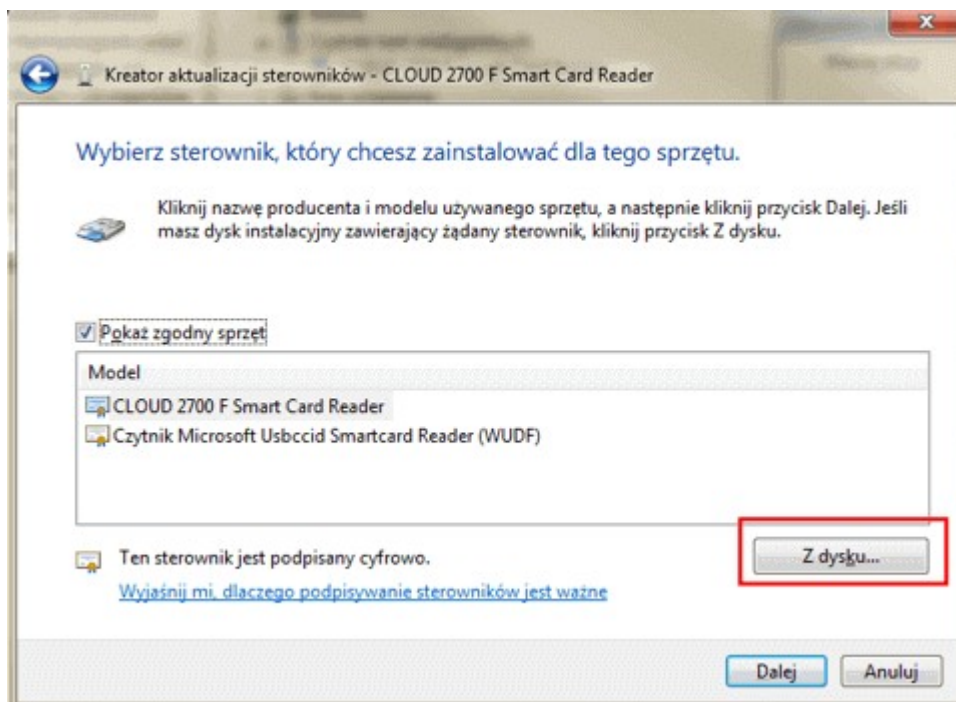 Kreator aktualizacji sterowników - CLOUD 2700 F Smart Card Reader
Wybierz sterownik, który chcesz zainstalować dla tego sprzętu.
Kliknij nazwę producenta i modelu używanego sprzętu, a następnie kliknij przycisk Dalej. Jeśli
masz dysk instalacyjny zawierający żądany sterownik, kliknij przycisk Z dysku.
Pokaż zgodny sprzęt
Model
CLOUD 2700 F Smart Card Reader
Czytnik Microsoft Usbccid Smartcard Reader (WUDF)
Ten sterownik jest podpisany cyfrowo.
Z dysku...
Wyjaśnij mi, dlaczego podpisywanie sterowników jest ważne
Dalej
Anuluj